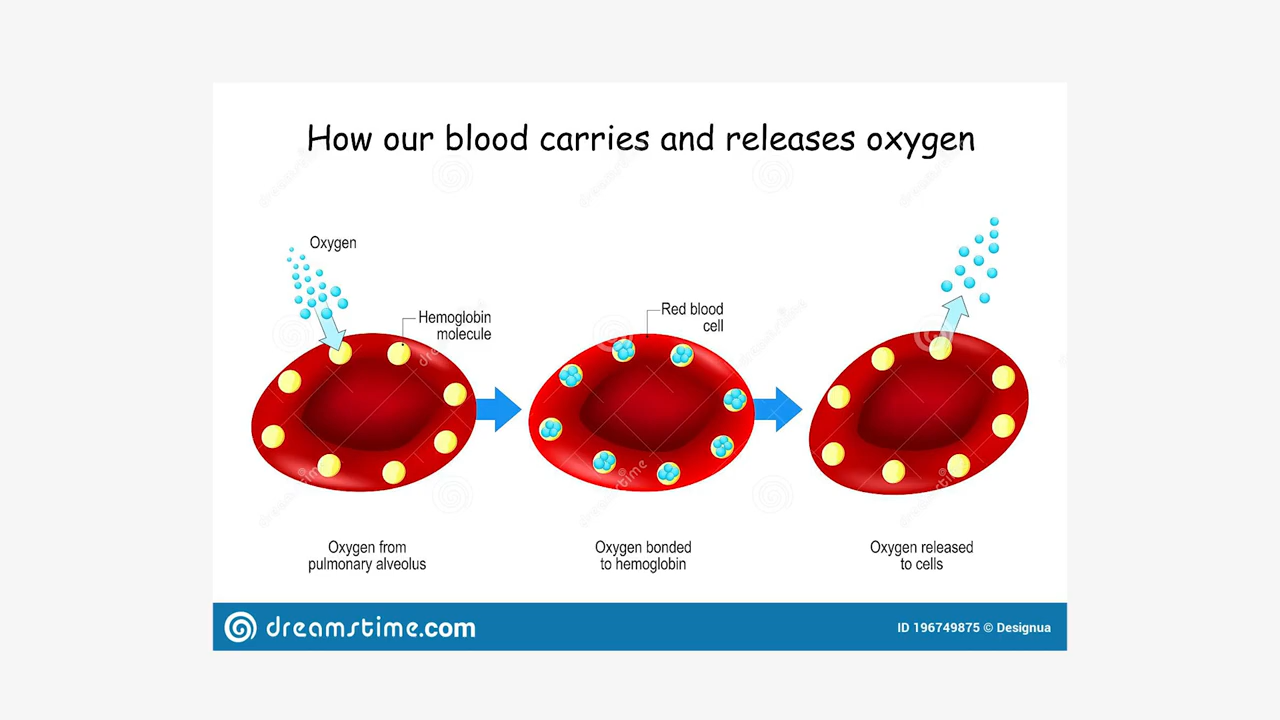 How our blood carries and releases oxygen
Oxygen
Hemoglobin
molecule
Red blood
cell
Oxygen from
pulmonary alveolus
Oxygen bonded
to hemoglobin
Oxygen released
to cells
dreamstime.com
ID 196749875 © Designua